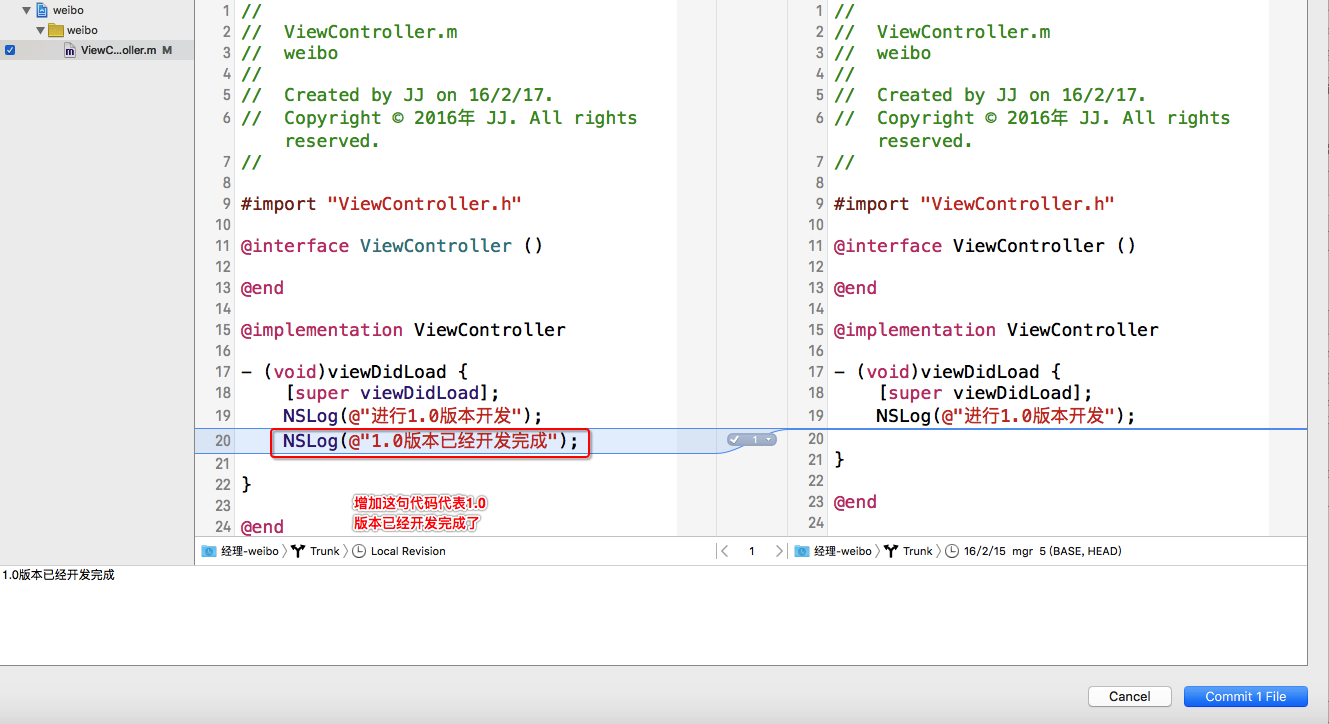 weibo
weibo
ViewC...oller.m M
1 //
2 // ViewController.m
3 // weibo
4 //
5 // Created by JJ on 16/2/17.
6 // Copyright © 2016年 JJ. All rights
reserved.
7 //
8
9 #import "ViewController.h"
10
11 @interface ViewController ()
12
13 @end
14
15 @implementation ViewController
16
17 - (void)viewDidLoad {
18 [super viewDidLoad];
19 NSLog(@"进行1.0版本开发");
20 NSLog(@"1.0版本已经开发完成");
21
22 }
23
24 @end
增加这句代码代表1.0
版本已经开发完成了
1
1 //
2 // ViewController.m
3 // weibo
4 //
5 // Created by JJ on 16/2/17.
6 // Copyright © 2016年 JJ. All rights
reserved.
7 //
8
9 #import "ViewController.h"
10
11 @interface ViewController ()
12
13 @end
14
15 @implementation ViewController
16
17 - (void)viewDidLoad {
18 [super viewDidLoad];
19 NSLog(@"进行1.0版本开发");
20
21 }
22
23 @end
24
经理-weibo Trunk Local Revision
1
经理-weibo Trunk 16/2/15 mgr 5 (BASE, HEAD)
1.0版本已经开发完成
Cancel
Commit 1 File